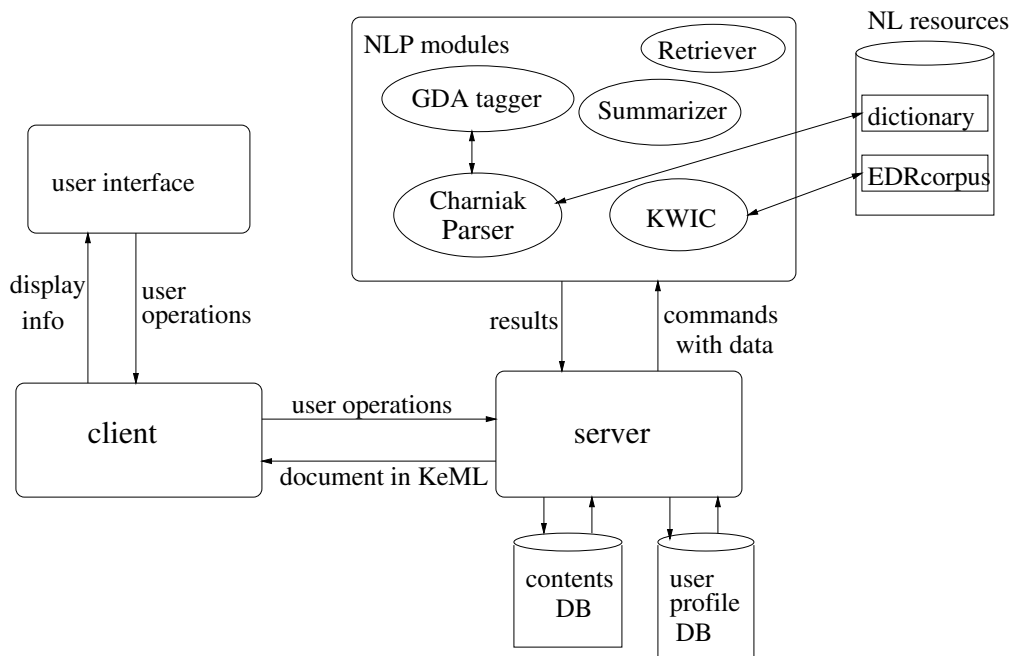 NL resources
NLP modules
Retriever
GDA tagger
Summarizer
dictionary
user interface
EDRcorpus
Charniak
Parser
KWIC
display
info
user
operations
results
commands
with data
client
user operations
server
document in KeML
contents
DB
user
profile
DB